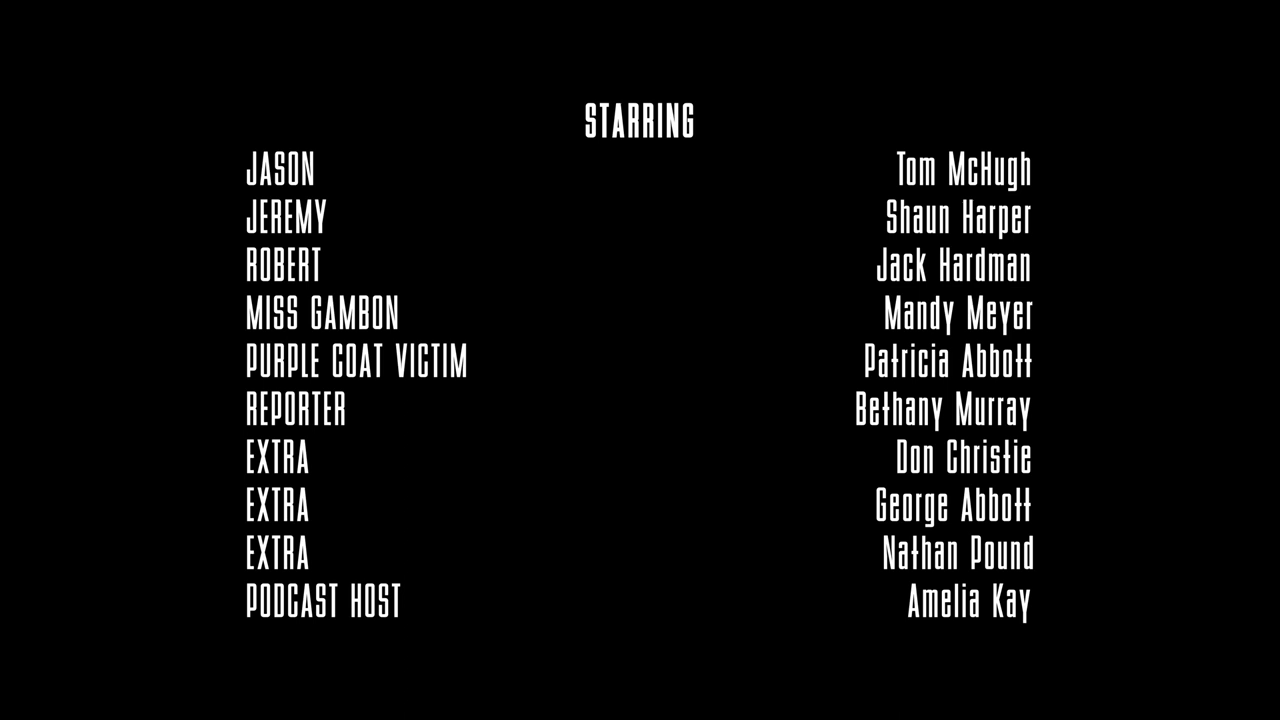 STARRING
JASON Tom McHugh
JEREMY Shaun Harper
ROBERT Jack Hardman
MISS GAMBON Mandy Meyer
PURPLE COAT VICTIM Patricia Abbott
REPORTER Bethany Murray
EXTRA Don Christie
EXTRA George Abbott
EXTRA Nathan Pound
PODCAST HOST Amelia Kay